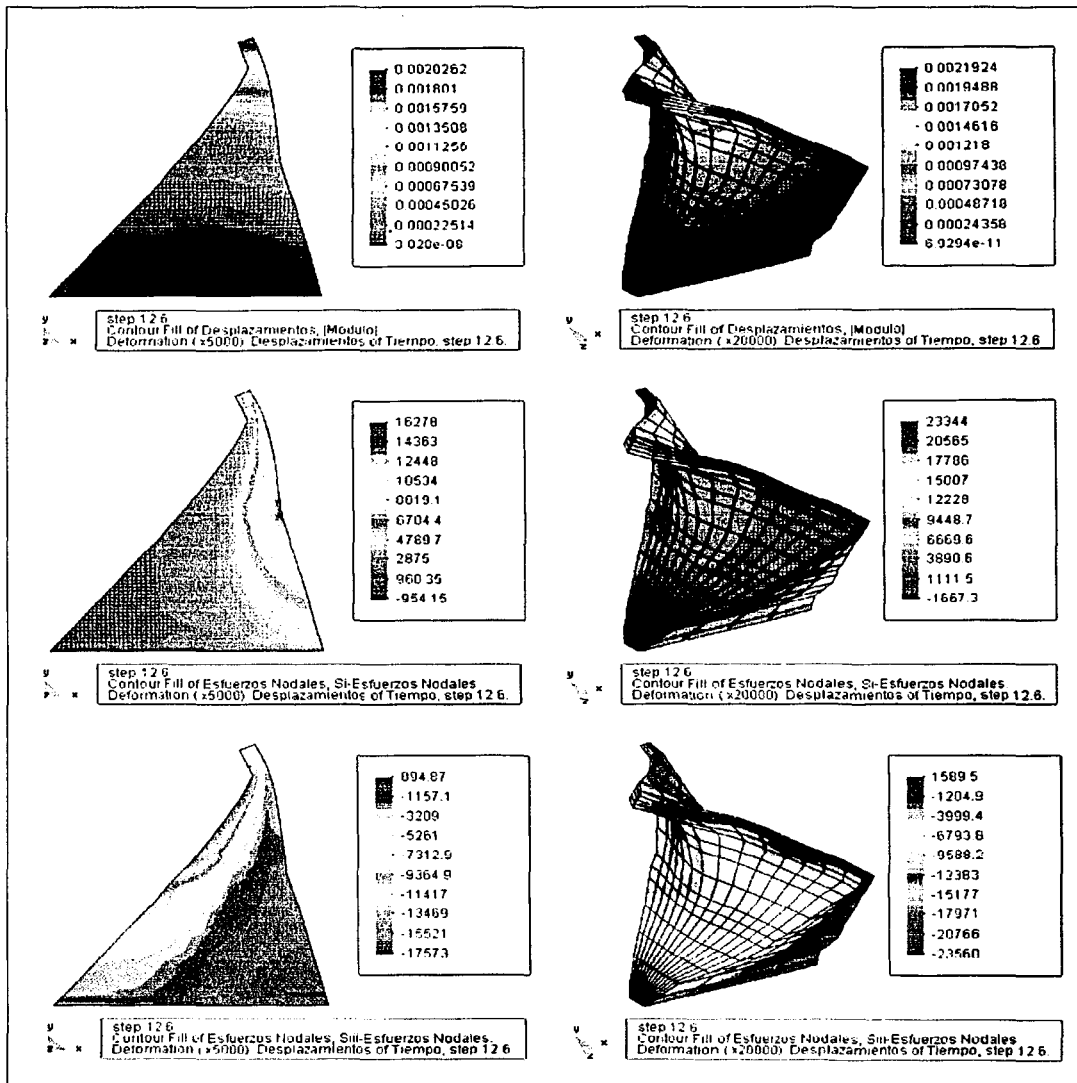 0.0020262
0.001801
0.0015759
0.0013508
0.0011256
0.00090052
0.00067539
0.00045026
0.00022514
3.020e-08
y
z x
step 12.6
Contour Fill of Desplazamientos, |Modulo|
Deformation ( x5000) Desplazamientos of Tiempo, step 12.6.
0.0021924
0.0019488
0.0017052
0.0014616
0.001218
0.00097438
0.00073078
0.00048718
0.00024358
6.9294e-11
y
z x
step 12.6
Contour Fill of Desplazamientos, |Modulo|
Deformation ( x20000) Desplazamientos of Tiempo, step 12.6.
16278
14363
12448
10534
8619.1
6704.4
4789.7
2875
960.35
-954.15
y
z x
step 12.6
Contour Fill of Esfuerzos Nodales, Si-Esfuerzos Nodales
Deformation ( x5000) Desplazamientos of Tiempo, step 12.6.
23344
20565
17786
15007
12228
9448.7
6669.6
3890.6
1111.5
-1667.3
y
z x
step 12.6
Contour Fill of Esfuerzos Nodales, Si-Esfuerzos Nodales
Deformation ( x20000) Desplazamientos of Tiempo, step 12.6.
894.87
-1157.1
-3209
-5261
-7312.9
-9364.9
-11417
-13469
-15521
-17573
y
z x
step 12.6
Contour Fill of Esfuerzos Nodales, Siii-Esfuerzos Nodales.
Deformation ( x5000) Desplazamientos of Tiempo, step 12.6
1589.5
-1204.9
-3999.4
-6793.8
-9588.2
-12383
-15177
-17971
-20766
-23560
y
z x
step 12.6
Contour Fill of Esfuerzos Nodales, Siii-Esfuerzos Nodales
Deformation ( x20000) Desplazamientos of Tiempo, step 12.6.